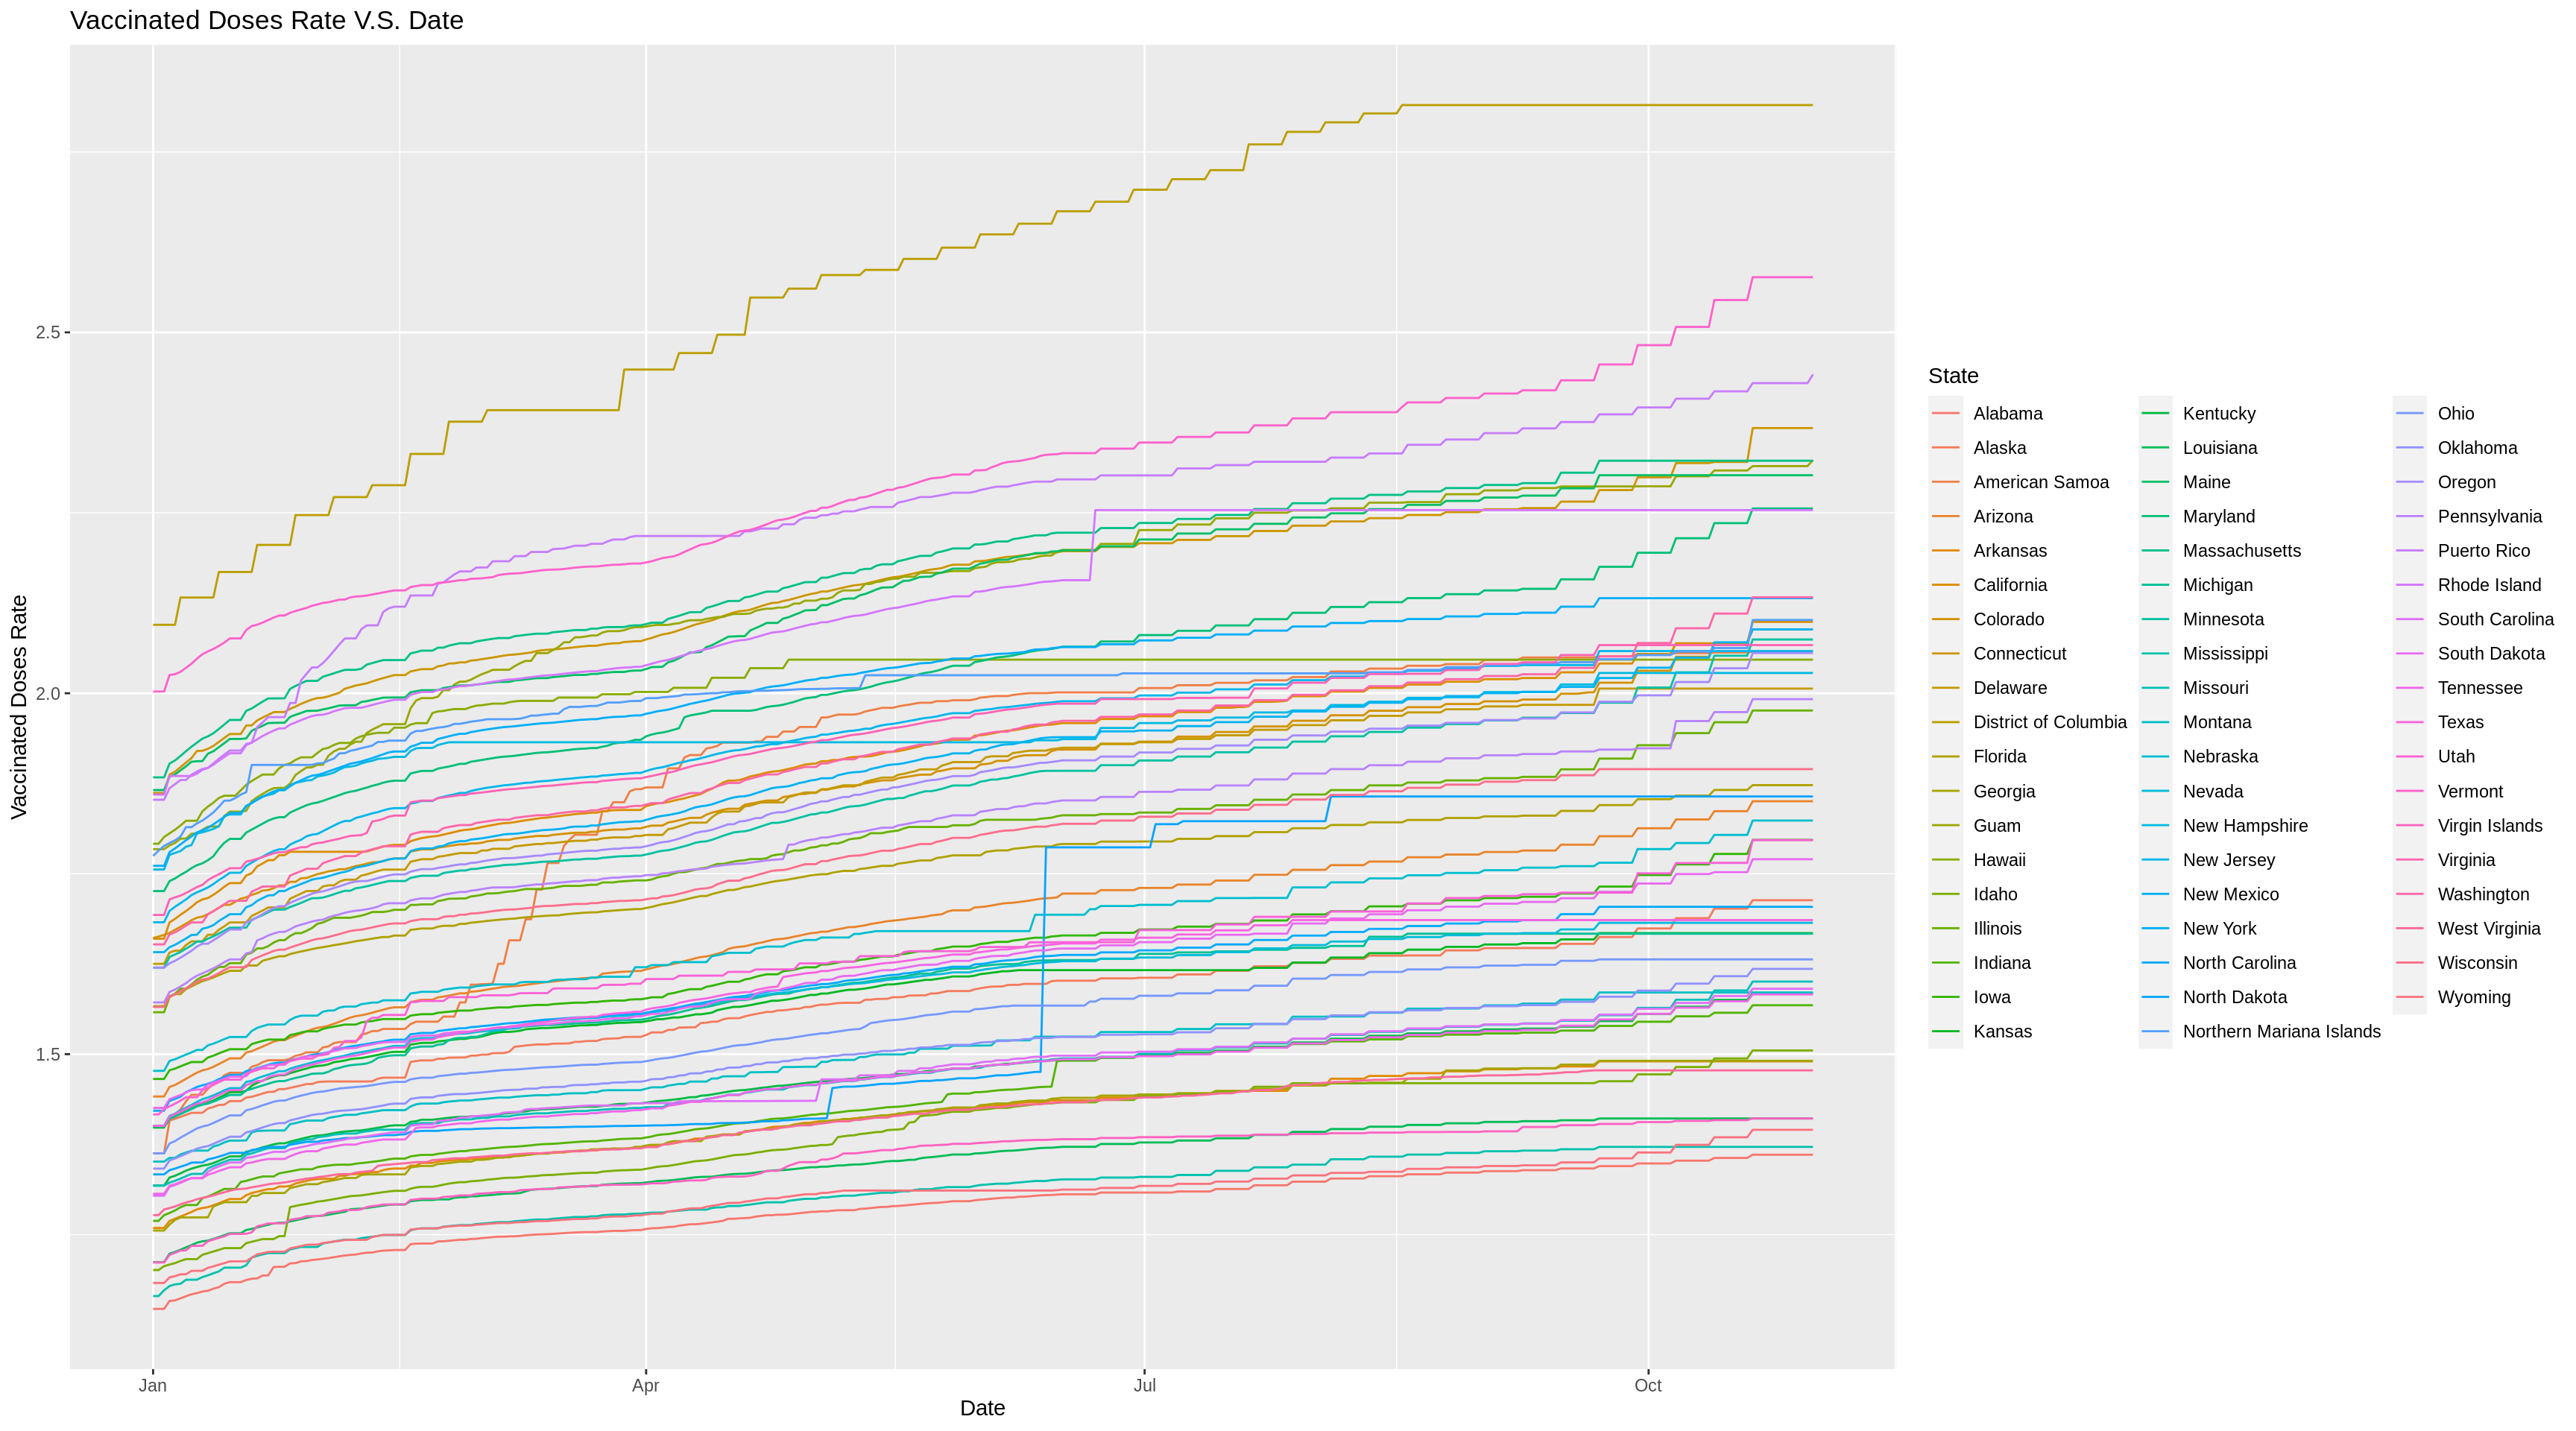 Vaccinated Doses Rate V.S. Date
Vaccinated Doses Rate
2.5
2.0
1.5
Jan
Apr
Jul
Oct
Date
State
Alabama
Alaska
American Samoa
Arizona
Arkansas
California
Colorado
Connecticut
Delaware
District of Columbia
Florida
Georgia
Guam
Hawaii
Idaho
Illinois
Indiana
Iowa
Kansas
Kentucky
Louisiana
Maine
Maryland
Massachusetts
Michigan
Minnesota
Mississippi
Missouri
Montana
Nebraska
Nevada
New Hampshire
New Jersey
New Mexico
New York
North Carolina
North Dakota
Northern Mariana Islands
Ohio
Oklahoma
Oregon
Pennsylvania
Puerto Rico
Rhode Island
South Carolina
South Dakota
Tennessee
Texas
Utah
Vermont
Virgin Islands
Virginia
Washington
West Virginia
Wisconsin
Wyoming